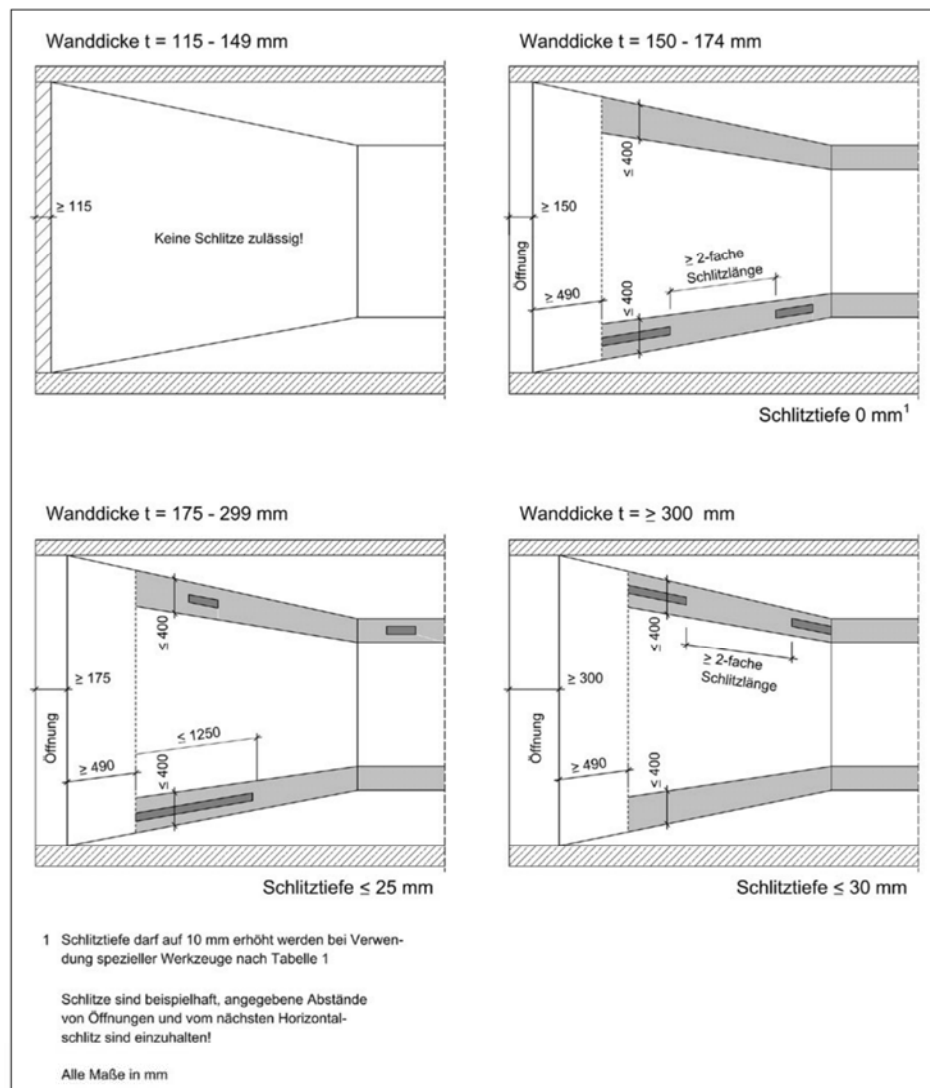 Wanddicke t = 115 - 149 mm
≥ 115
Keine Schlitze zulässig!
Wanddicke t = 150 - 174 mm
≤ 400
≥ 150
Öffnung
≥ 2-fache
Schlitzlänge
≥ 490
≤ 400
Schlitztiefe 0 mm¹
Wanddicke t = 175 - 299 mm
≤ 400
≥ 175
Öffnung
≤ 1250
≥ 490
≤ 400
Schlitztiefe ≤ 25 mm
Wanddicke t = ≥ 300 mm
≤ 400
≥ 2-fache
Schlitzlänge
≥ 300
Öffnung
≥ 490
≤ 400
Schlitztiefe ≤ 30 mm
1 Schlitztiefe darf auf 10 mm erhöht werden bei Verwen-
dung spezieller Werkzeuge nach Tabelle 1
Schlitze sind beispielhaft, angegebene Abstände
von Öffnungen und vom nächsten Horizontal-
schlitz sind einzuhalten!
Alle Maße in mm